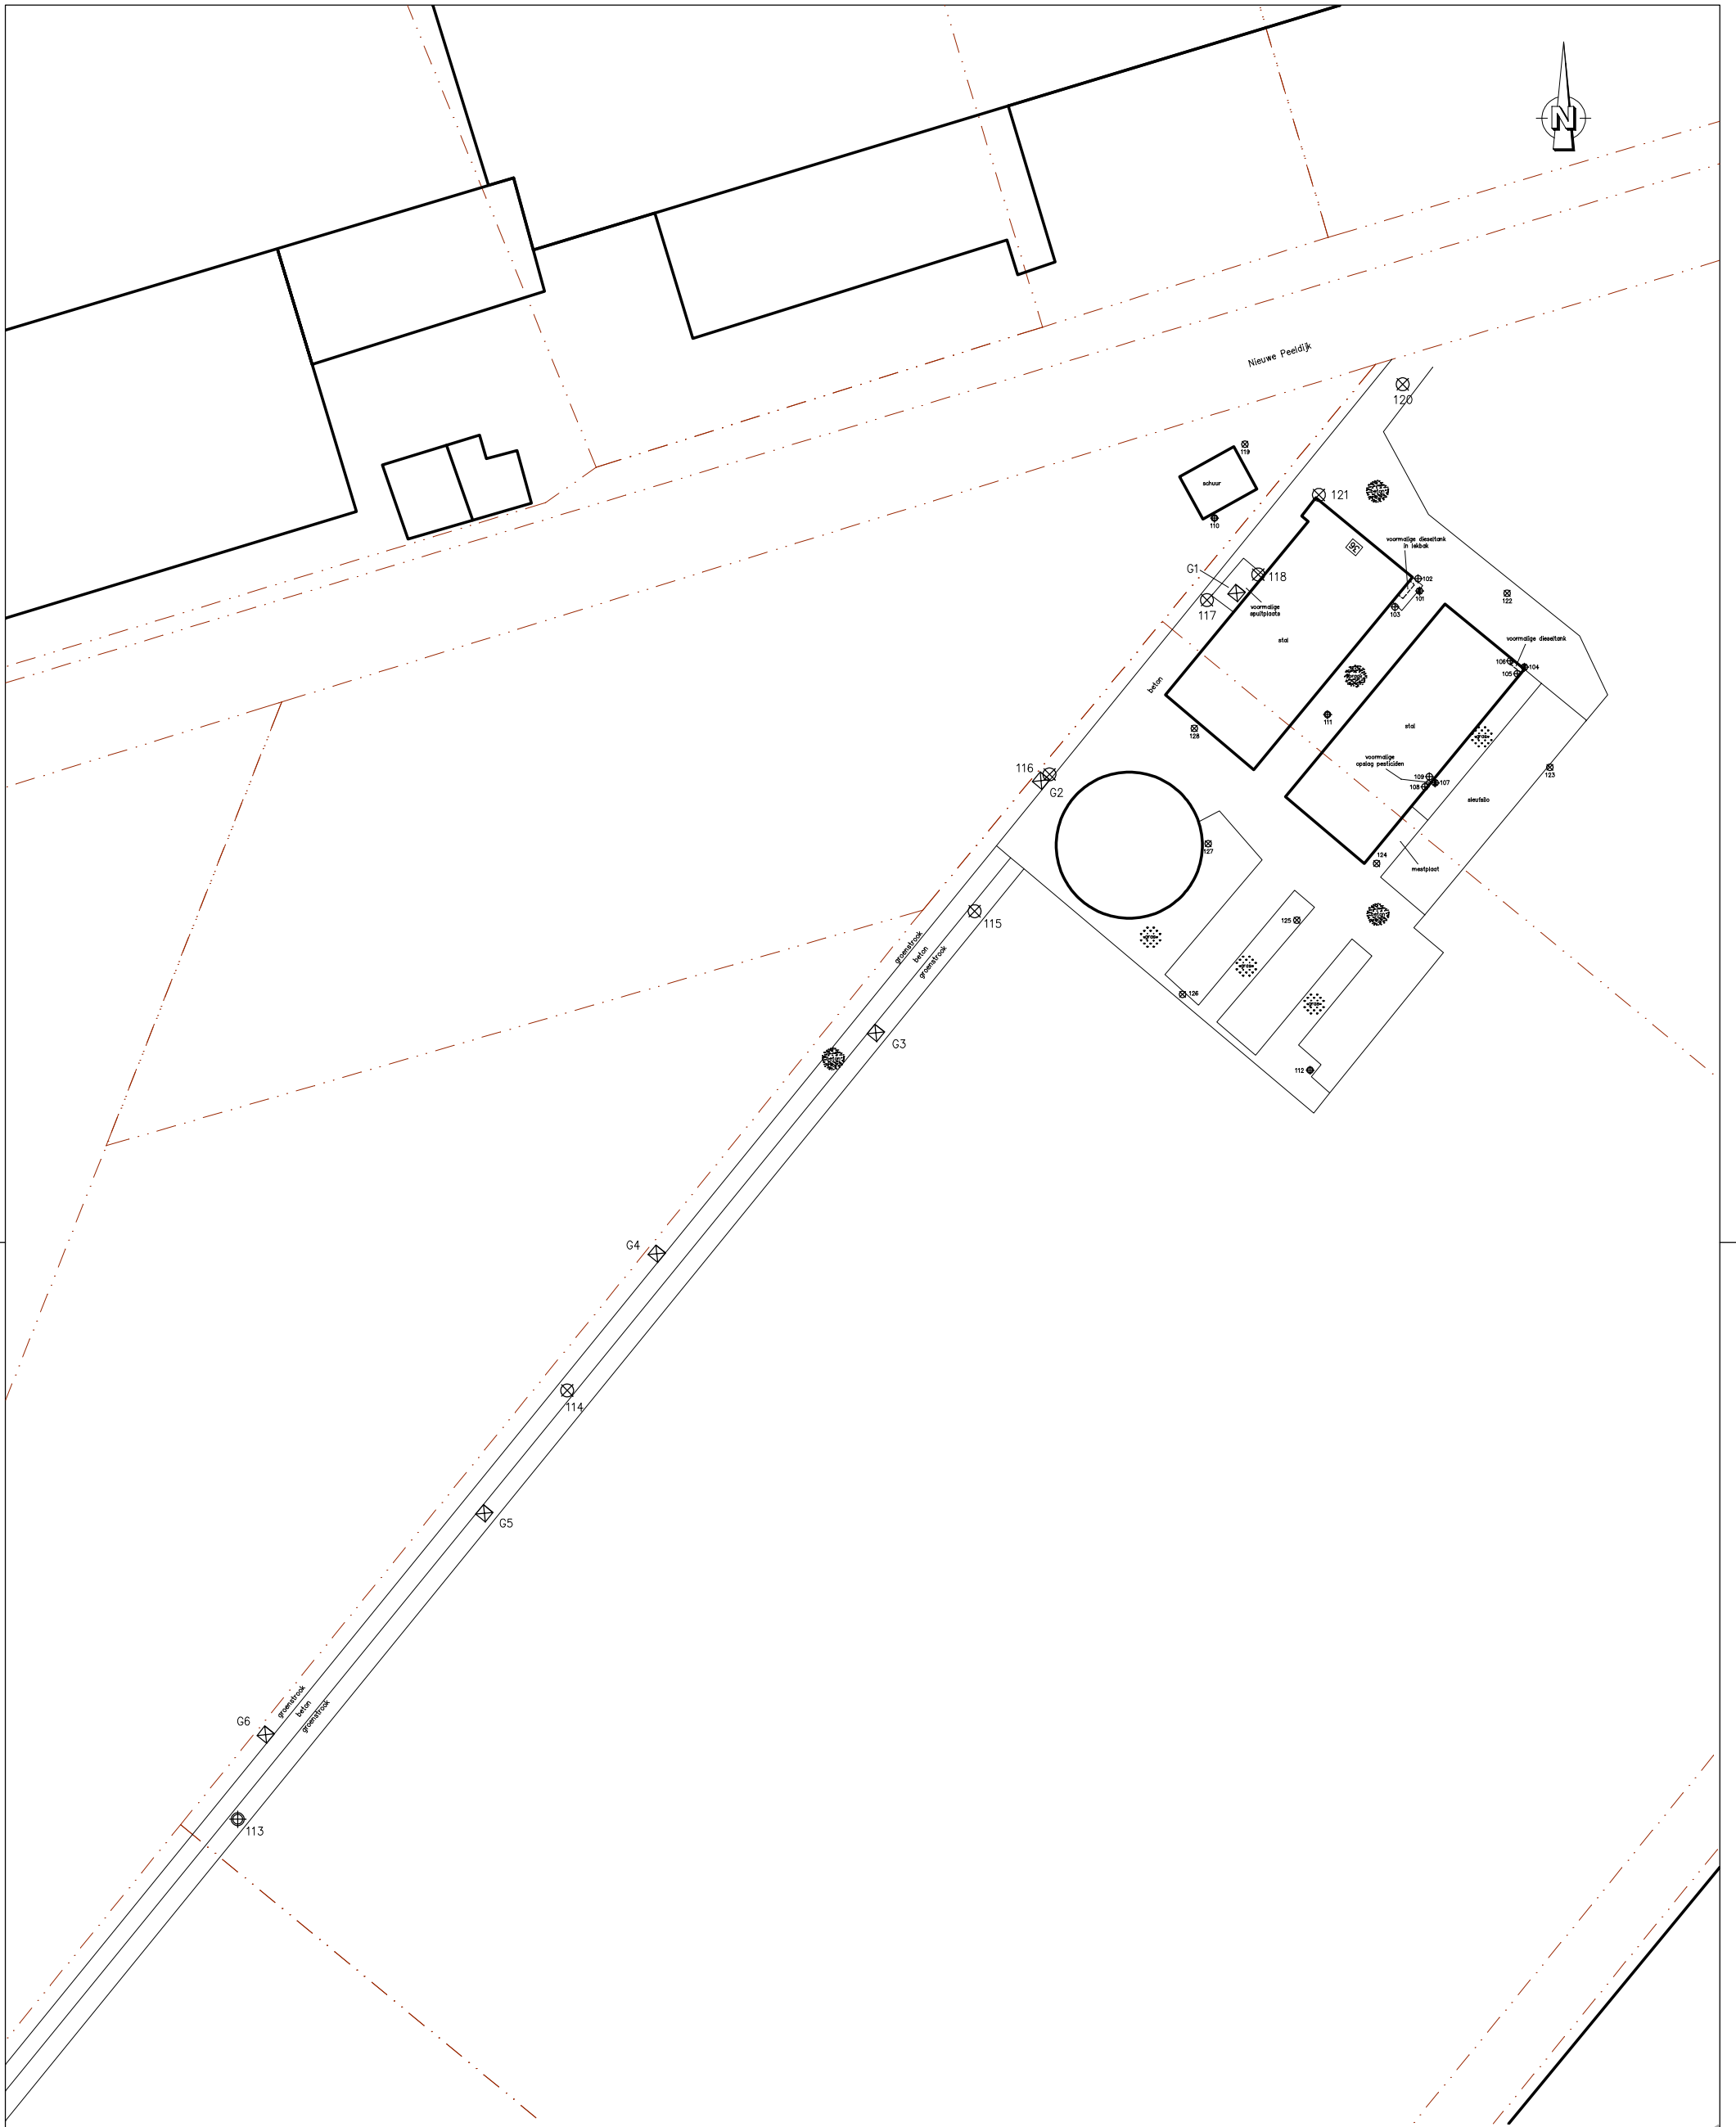 N
Nieuwe Peeldijk
120
119
schuur
121
110
36
voormalige dieseltank
in lekbak
G1
118
102
101
103
117
voormalige
spuitplaats
122
stal
voormalige dieseltank
106
104
105
beton
111
128
stal
voormalige
opslag pesticiden
116
G2
109
107
108
123
sleufsilo
127
124
mestplaat
115
125
groenstrook
beton
groenstrook
126
G3
112
G4
114
G5
groenstrook
beton
groenstrook
G6
113